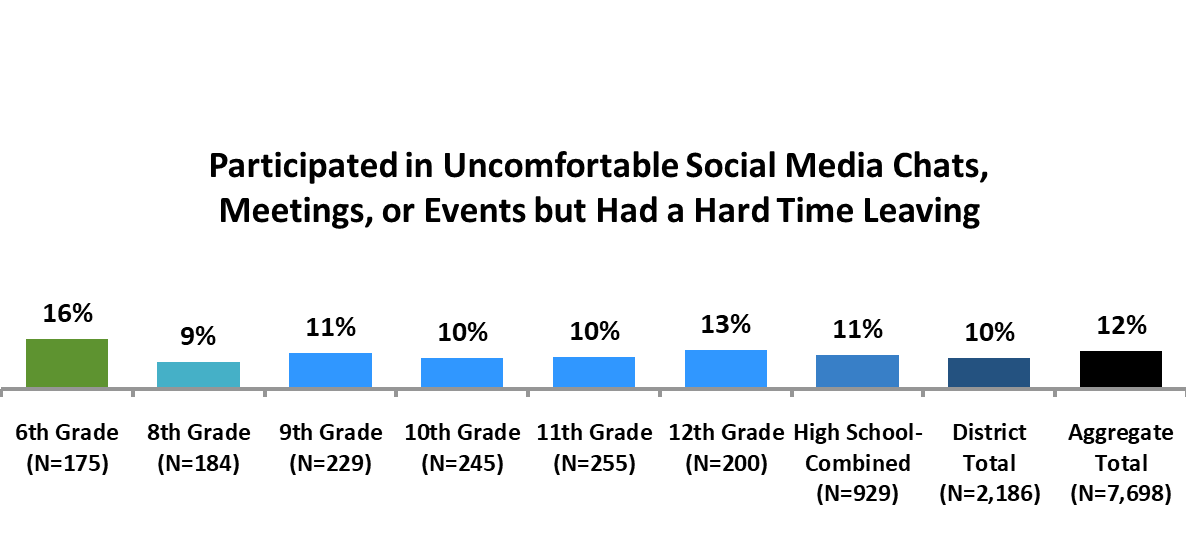 Participated in Uncomfortable Social Media Chats,
Meetings, or Events but Had a Hard Time Leaving
16%
9%
11%
10%
10%
13%
11%
10%
12%
6th Grade
(N=175)
8th Grade
(N=184)
9th Grade
(N=229)
10th Grade
(N=245)
11th Grade
(N=255)
12th Grade
(N=200)
High School-
Combined
(N=929)
District
Total
(N=2,186)
Aggregate
Total
(N=7,698)